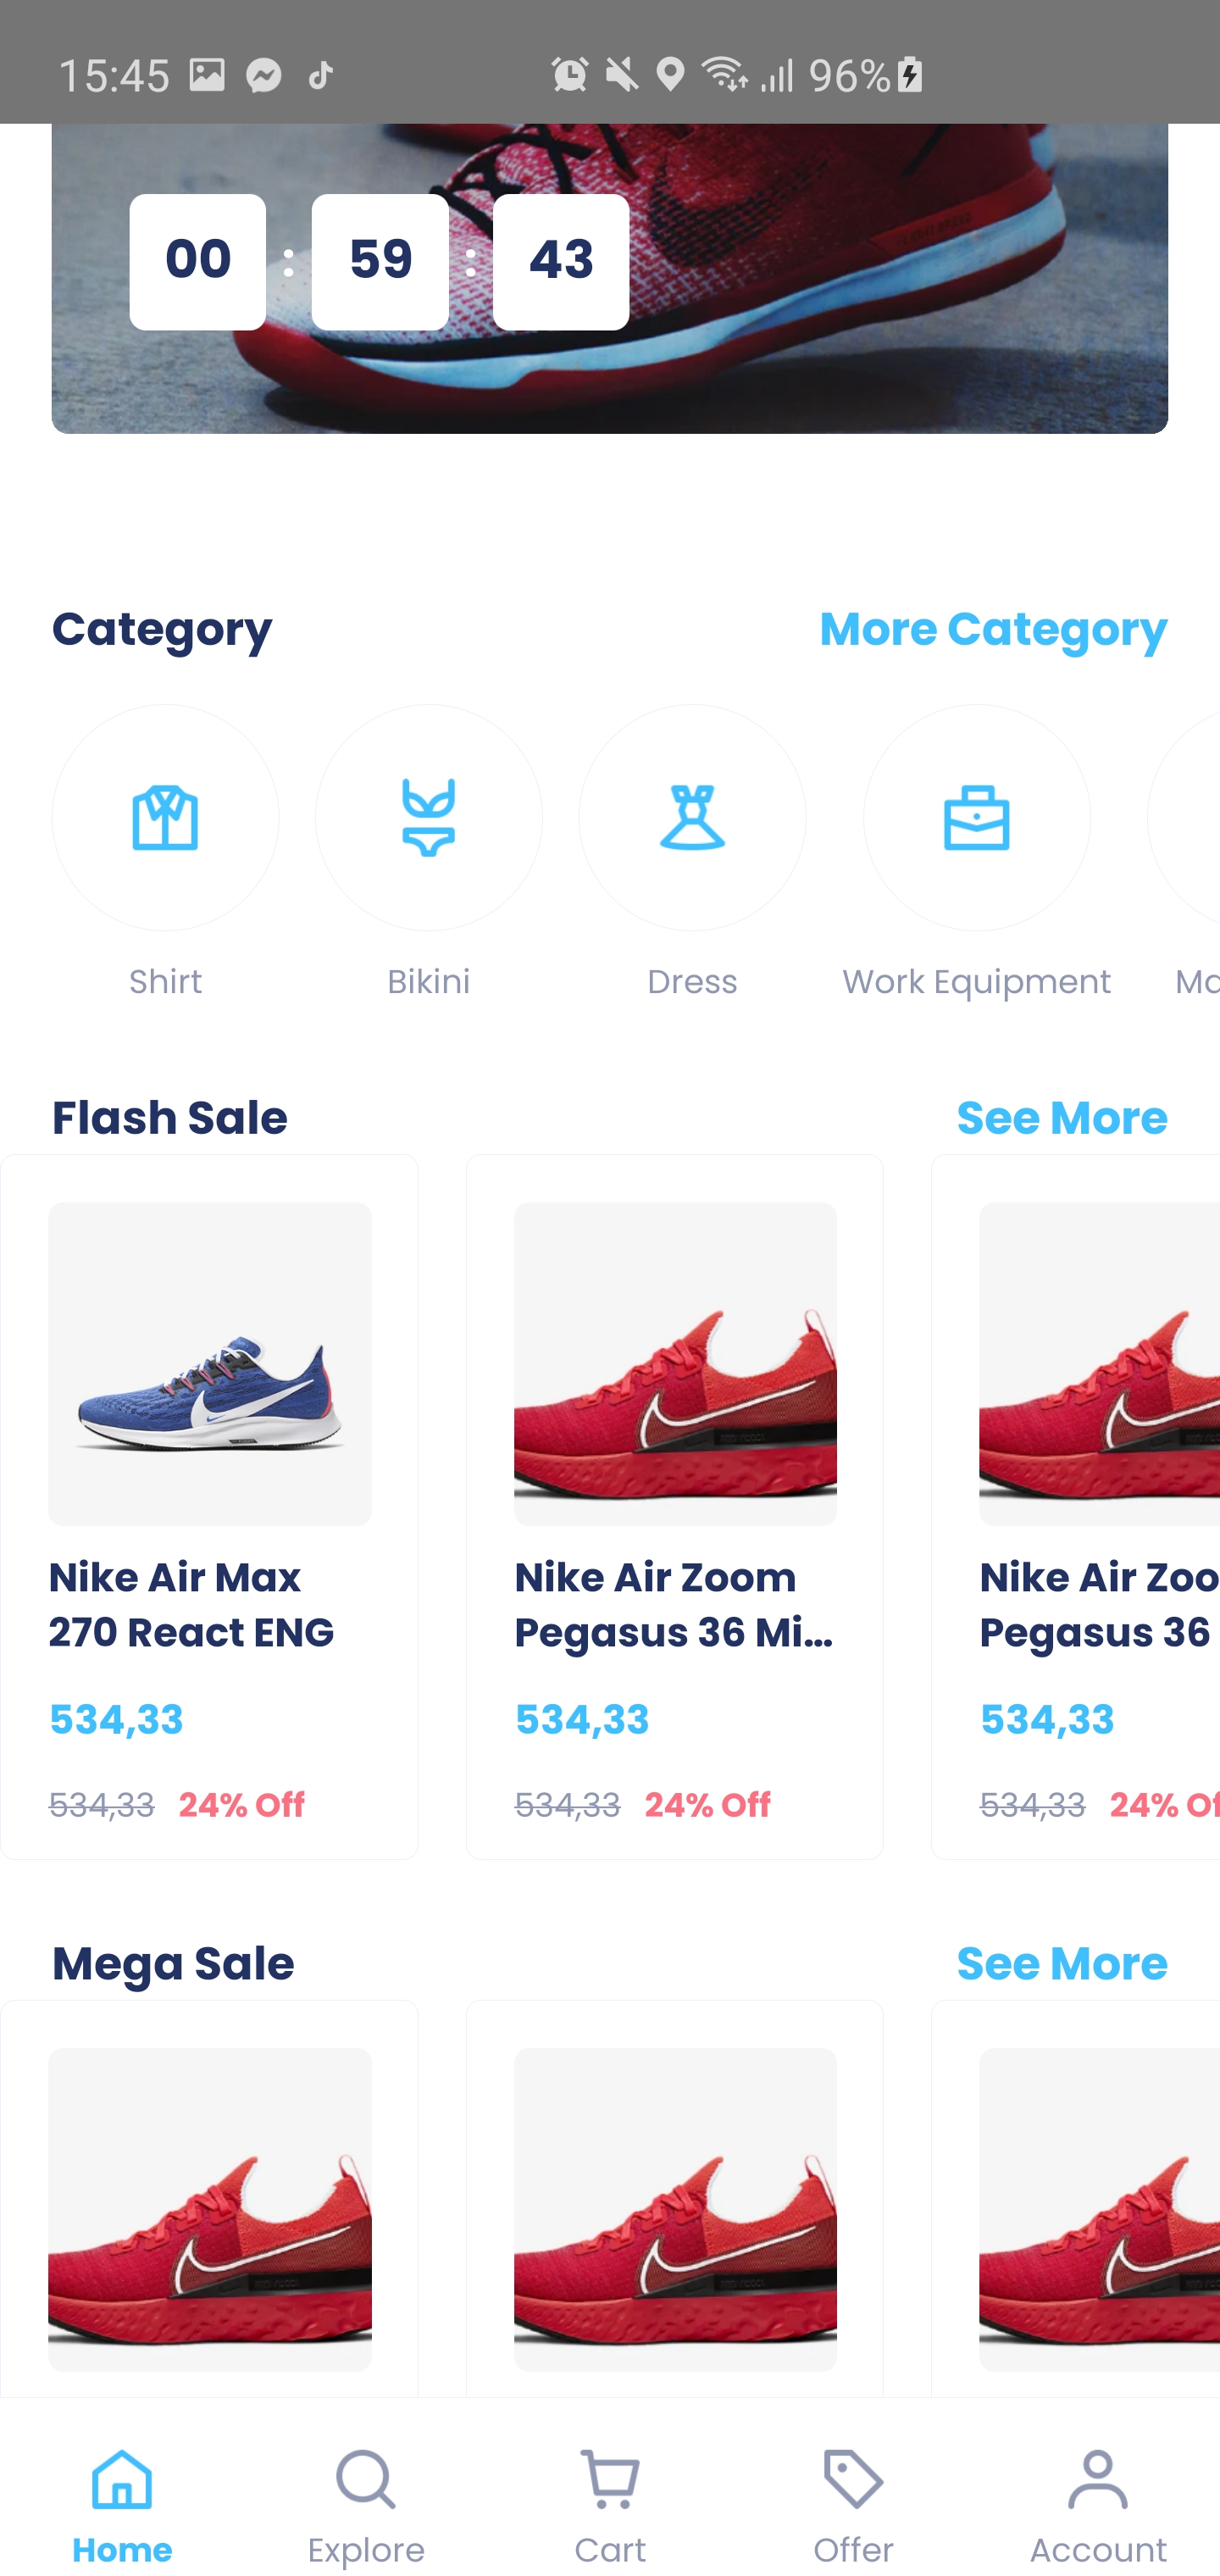 15:45
96%
00 : 59 : 43
Category
More Category
Shirt
Bikini
Dress
Work Equipment
Flash Sale
See More
Nike Air Max
270 React ENG
534,33
534,33 24% Off
Nike Air Zoom
Pegasus 36 Mi...
534,33
534,33 24% Off
Nike Air Zoo
Pegasus 36
534,33
534,33 24% Of
Mega Sale
See More
Home
Explore
Cart
Offer
Account